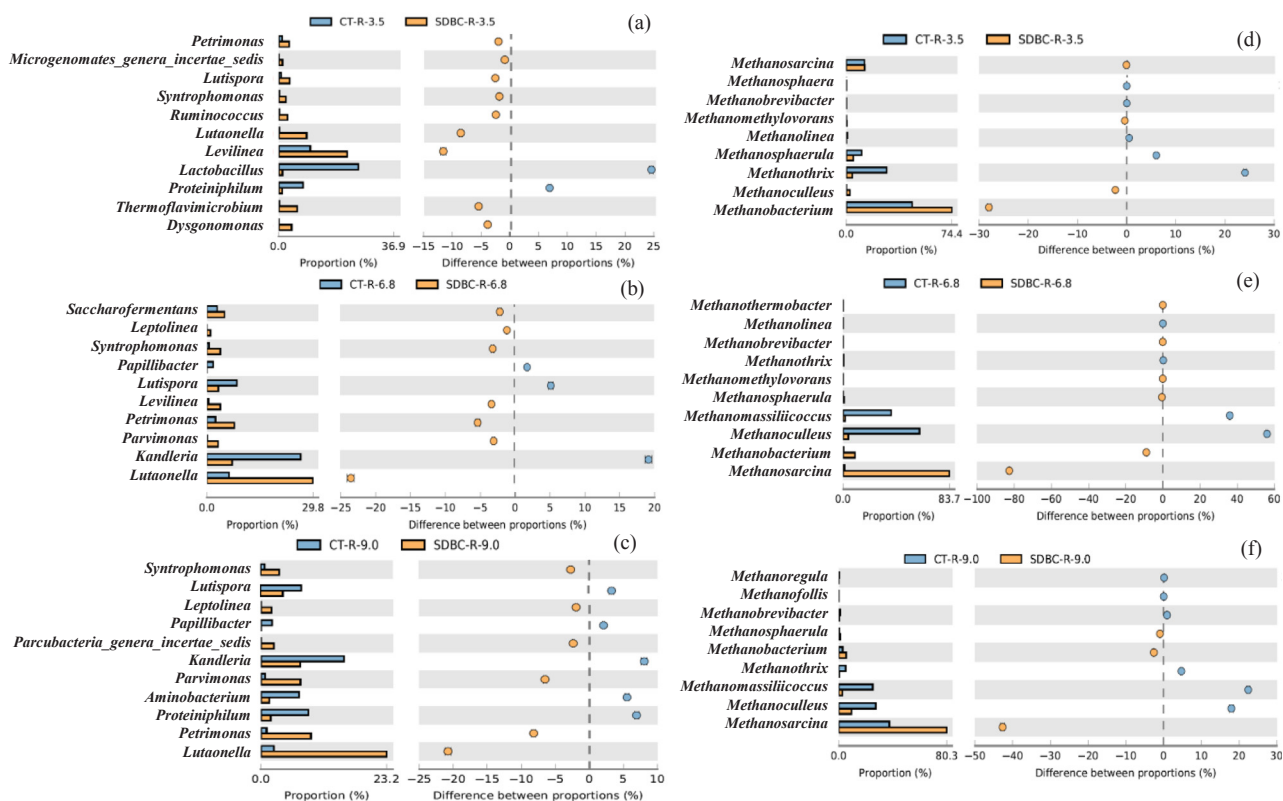 CT-R-3.5 SDBC-R-3.5 (a)
Petrimonas
Microgenomates_genera_incertae_sedis
Lutispora
Syntrophomonas
Ruminococcus
Lutaonella
Levilinea
Lactobacillus
Proteiniphilum
Thermoflavimicrobium
Dysgonomonas
0.0 36.9 −15 −10 −5 0 5 10 15 20 25
Proportion (%) Difference between proportions (%)
CT-R-6.8 SDBC-R-6.8 (b)
Saccharofermentans
Leptolinea
Syntrophomonas
Papillibacter
Lutispora
Levilinea
Petrimonas
Parvimonas
Kandleria
Lutaonella
0.0 29.8 −25 −20 −15 −10 −5 0 5 10 15 20
Proportion (%) Difference between proportions (%)
CT-R-9.0 SDBC-R-9.0 (c)
Syntrophomonas
Lutispora
Leptolinea
Papillibacter
Parcubacteria_genera_incertae_sedis
Kandleria
Parvimonas
Aminobacterium
Proteiniphilum
Petrimonas
Lutaonella
0.0 23.2 −25 −20 −15 −10 −5 0 5 10
Proportion (%) Difference between proportions (%)
CT-R-3.5 SDBC-R-3.5 (d)
Methanosarcina
Methanosphaera
Methanobrevibacter
Methanomethylovorans
Methanolinea
Methanosphaerula
Methanothrix
Methanoculleus
Methanobacterium
0.0 74.4 −30 −20 −10 0 10 20 30
Proportion (%) Difference between proportions (%)
CT-R-6.8 SDBC-R-6.8 (e)
Methanothermobacter
Methanolinea
Methanobrevibacter
Methanothrix
Methanomethylovorans
Methanosphaerula
Methanomassiliicoccus
Methanoculleus
Methanobacterium
Methanosarcina
0.0 83.7 −100 −80 −60 −40 −20 0 20 40 60
Proportion (%) Difference between proportions (%)
CT-R-9.0 SDBC-R-9.0 (f)
Methanoregula
Methanofollis
Methanobrevibacter
Methanosphaerula
Methanobacterium
Methanothrix
Methanomassiliicoccus
Methanoculleus
Methanosarcina
0.0 80.3 −50 −40 −30 −20 −10 0 10 20 30
Proportion (%) Difference between proportions (%)